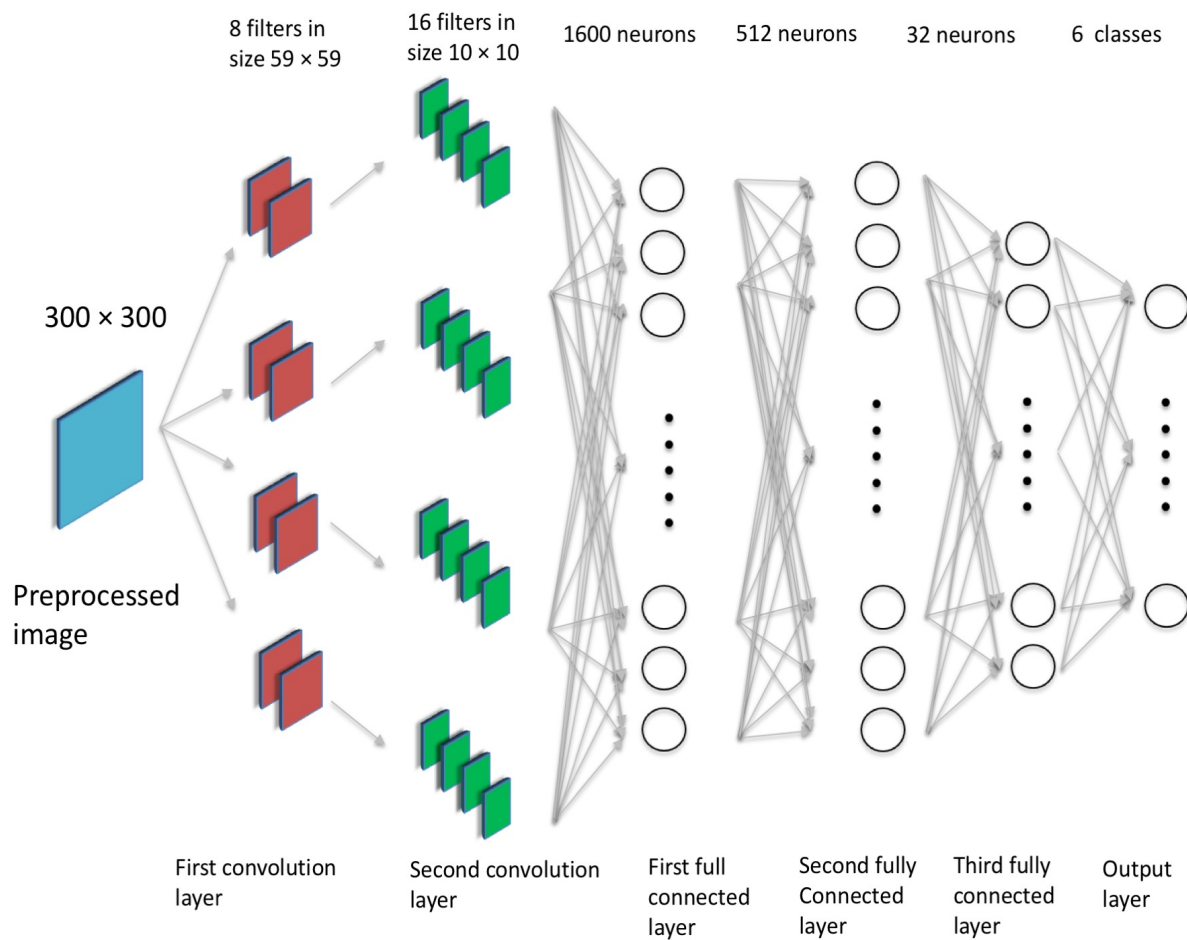 8 filters in
size 59 × 59
16 filters in
size 10 × 10
1600 neurons
512 neurons
32 neurons
6 classes
300 × 300
Preprocessed
image
First convolution
layer
Second convolution
layer
First full
connected
layer
Second fully
Connected
layer
Third fully
connected
layer
Output
layer